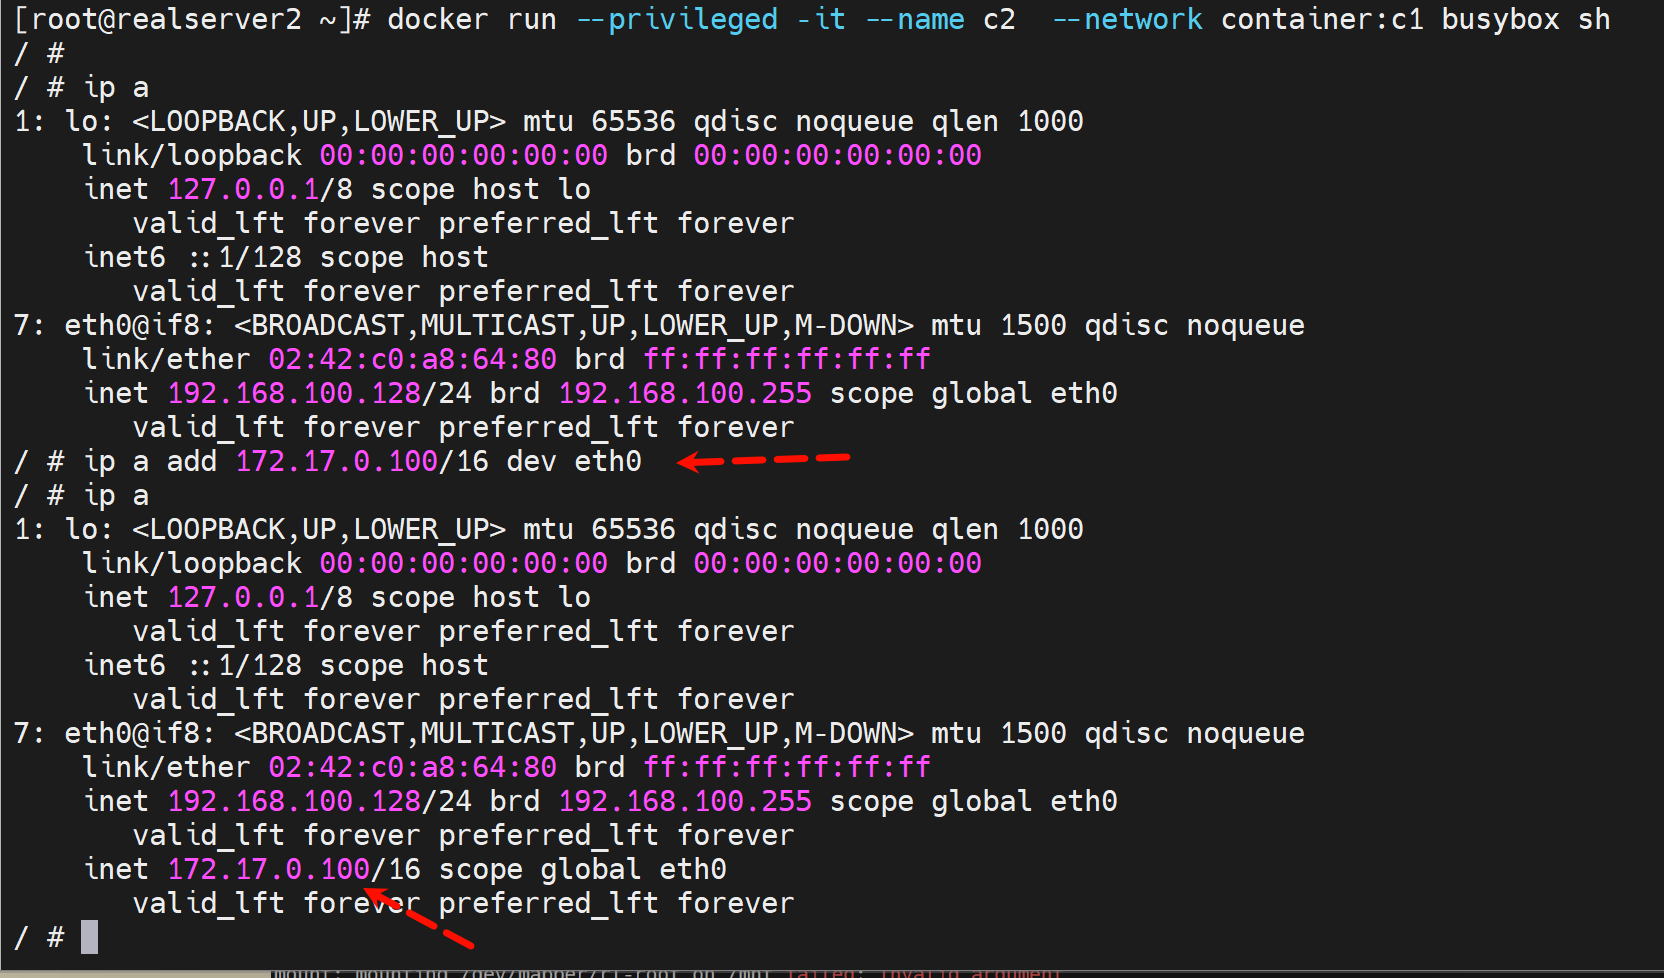 [root@realserver2 ~]# docker run --privileged -it --name c2  --network container:c1 busybox sh
/ #
/ # ip a
1: lo: <LOOPBACK,UP,LOWER_UP> mtu 65536 qdisc noqueue qlen 1000
    link/loopback 00:00:00:00:00:00 brd 00:00:00:00:00:00
    inet 127.0.0.1/8 scope host lo
       valid_lft forever preferred_lft forever
    inet6 ::1/128 scope host
       valid_lft forever preferred_lft forever
7: eth0@if8: <BROADCAST,MULTICAST,UP,LOWER_UP,M-DOWN> mtu 1500 qdisc noqueue
    link/ether 02:42:c0:a8:64:80 brd ff:ff:ff:ff:ff:ff
    inet 192.168.100.128/24 brd 192.168.100.255 scope global eth0
       valid_lft forever preferred_lft forever
/ # ip a add 172.17.0.100/16 dev eth0
/ # ip a
1: lo: <LOOPBACK,UP,LOWER_UP> mtu 65536 qdisc noqueue qlen 1000
    link/loopback 00:00:00:00:00:00 brd 00:00:00:00:00:00
    inet 127.0.0.1/8 scope host lo
       valid_lft forever preferred_lft forever
    inet6 ::1/128 scope host
       valid_lft forever preferred_lft forever
7: eth0@if8: <BROADCAST,MULTICAST,UP,LOWER_UP,M-DOWN> mtu 1500 qdisc noqueue
    link/ether 02:42:c0:a8:64:80 brd ff:ff:ff:ff:ff:ff
    inet 192.168.100.128/24 brd 192.168.100.255 scope global eth0
       valid_lft forever preferred_lft forever
    inet 172.17.0.100/16 scope global eth0
       valid_lft forever preferred_lft forever
/ #
mount: mounting /dev/mapper/rl-root on /mnt failed: Invalid argument